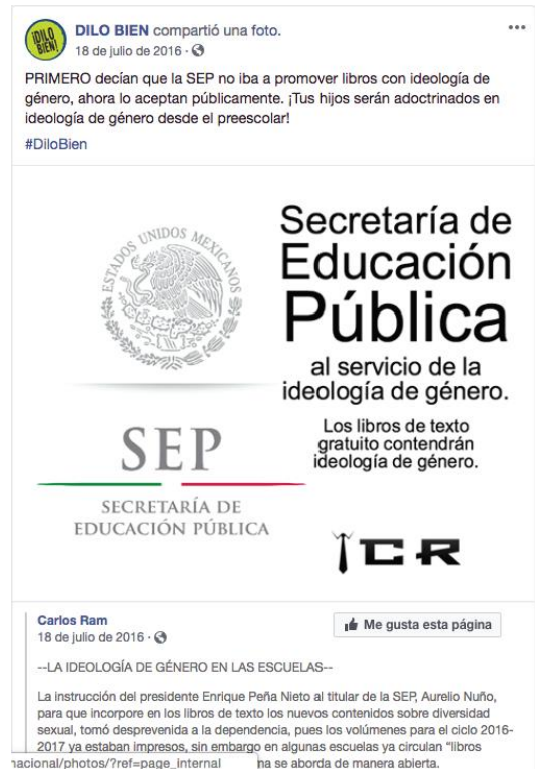 ¡DILO BIEN!
DILO BIEN compartió una foto.
18 de julio de 2016 ·
PRIMERO decían que la SEP no iba a promover libros con ideología de
género, ahora lo aceptan públicamente. ¡Tus hijos serán adoctrinados en
ideología de género desde el preescolar!
#DiloBien
ESTADOS UNIDOS MEXICANOS
SEP
SECRETARÍA DE
EDUCACIÓN PÚBLICA
Secretaría de
Educación
Pública
al servicio de la
ideología de género.
Los libros de texto
gratuito contendrán
ideología de género.
ICR
Carlos Ram
18 de julio de 2016 ·
Me gusta esta página
--LA IDEOLOGÍA DE GÉNERO EN LAS ESCUELAS--
La instrucción del presidente Enrique Peña Nieto al titular de la SEP, Aurelio Nuño,
para que incorpore en los libros de texto los nuevos contenidos sobre diversidad
sexual, tomó desprevenida a la dependencia, pues los volúmenes para el ciclo 2016-
2017 ya estaban impresos, sin embargo en algunas escuelas ya circulan “libros
nacional/photos/?ref=page_internal
na se aborda de manera abierta.